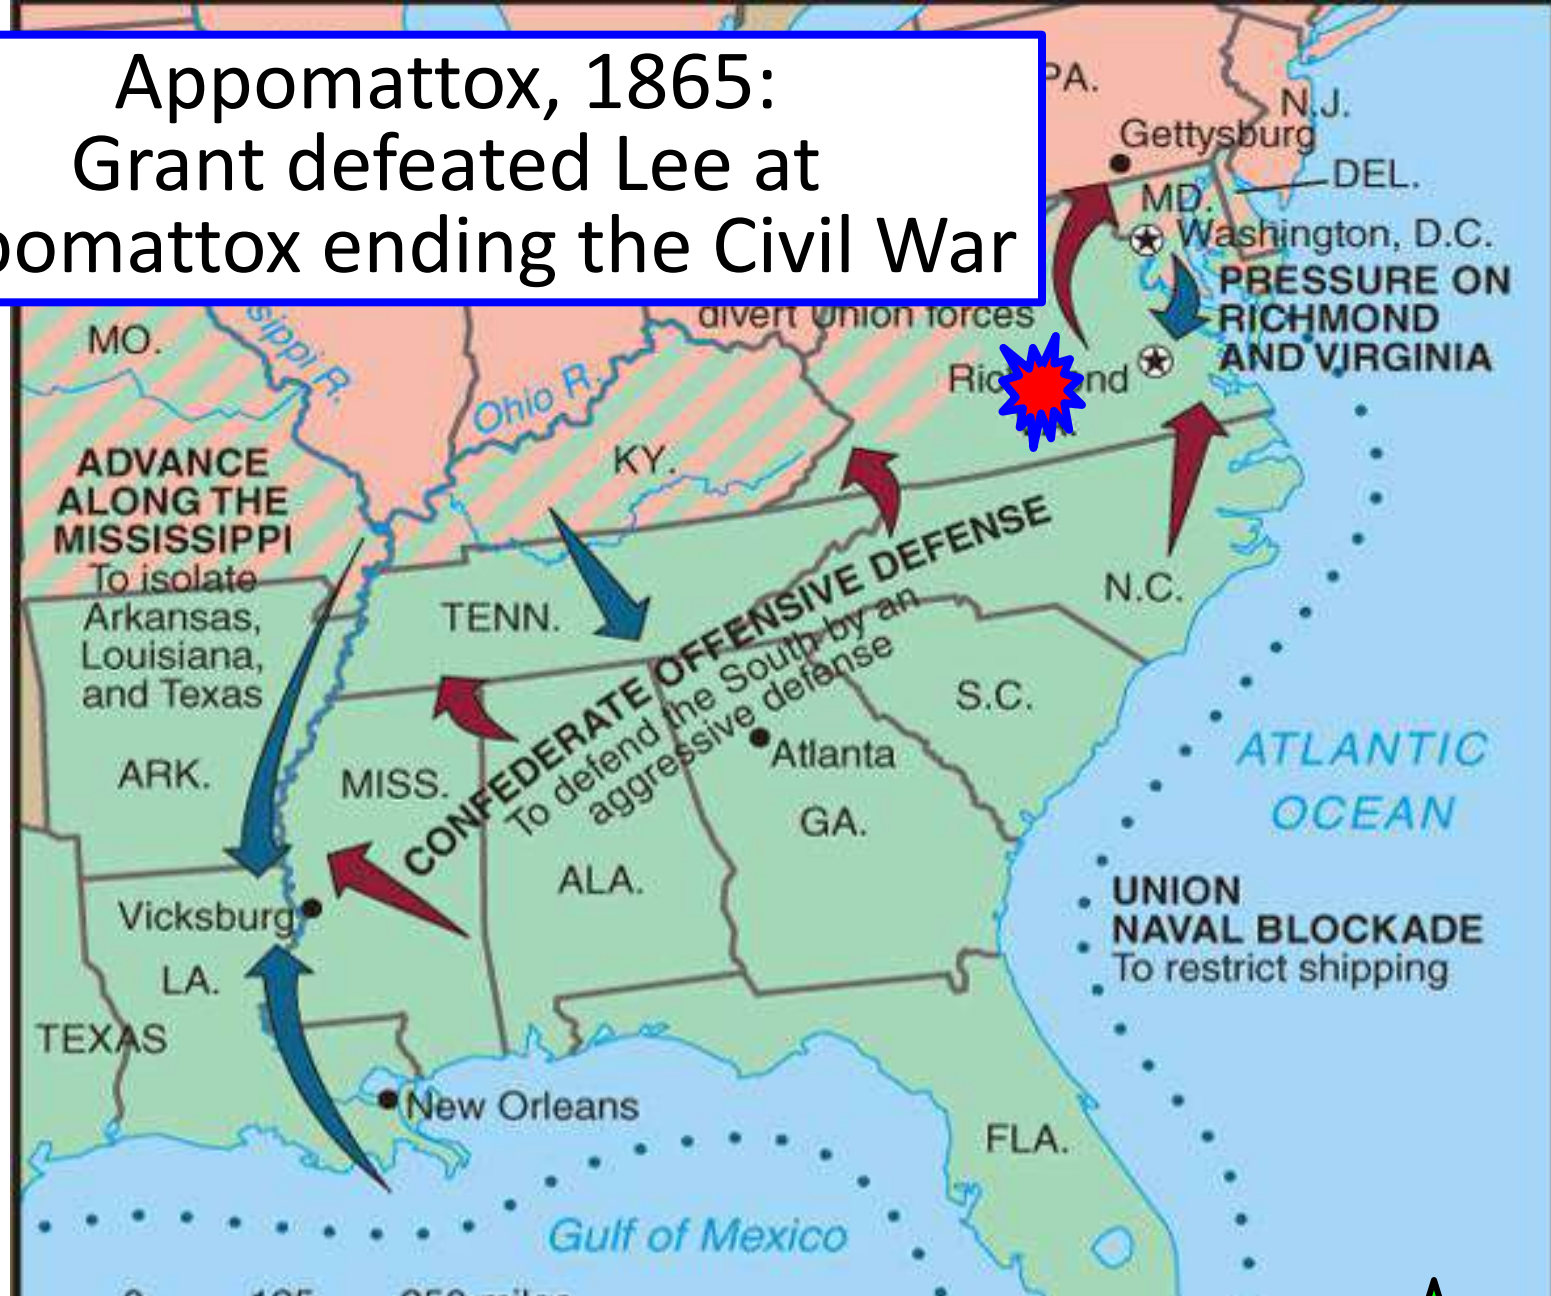 Appomattox, 1865:
Grant defeated Lee at
pomattox ending the Civil War
PA.
N.J.
Gettysburg
DEL.
MD.
Washington, D.C.
PRESSURE ON
RICHMOND
AND VIRGINIA
divert Union forces
MO.
sippi R.
Ohio R.
KY.
ADVANCE
ALONG THE
MISSISSIPPI
To isolate
Arkansas,
Louisiana,
and Texas
TENN.
N.C.
CONFEDERATE OFFENSIVE DEFENSE
To defend the South by an
aggressive defense
S.C.
Atlanta
ARK.
MISS.
GA.
ALA.
ATLANTIC
OCEAN
UNION
NAVAL BLOCKADE
To restrict shipping
Vicksburg
LA.
TEXAS
New Orleans
FLA.
Gulf of Mexico